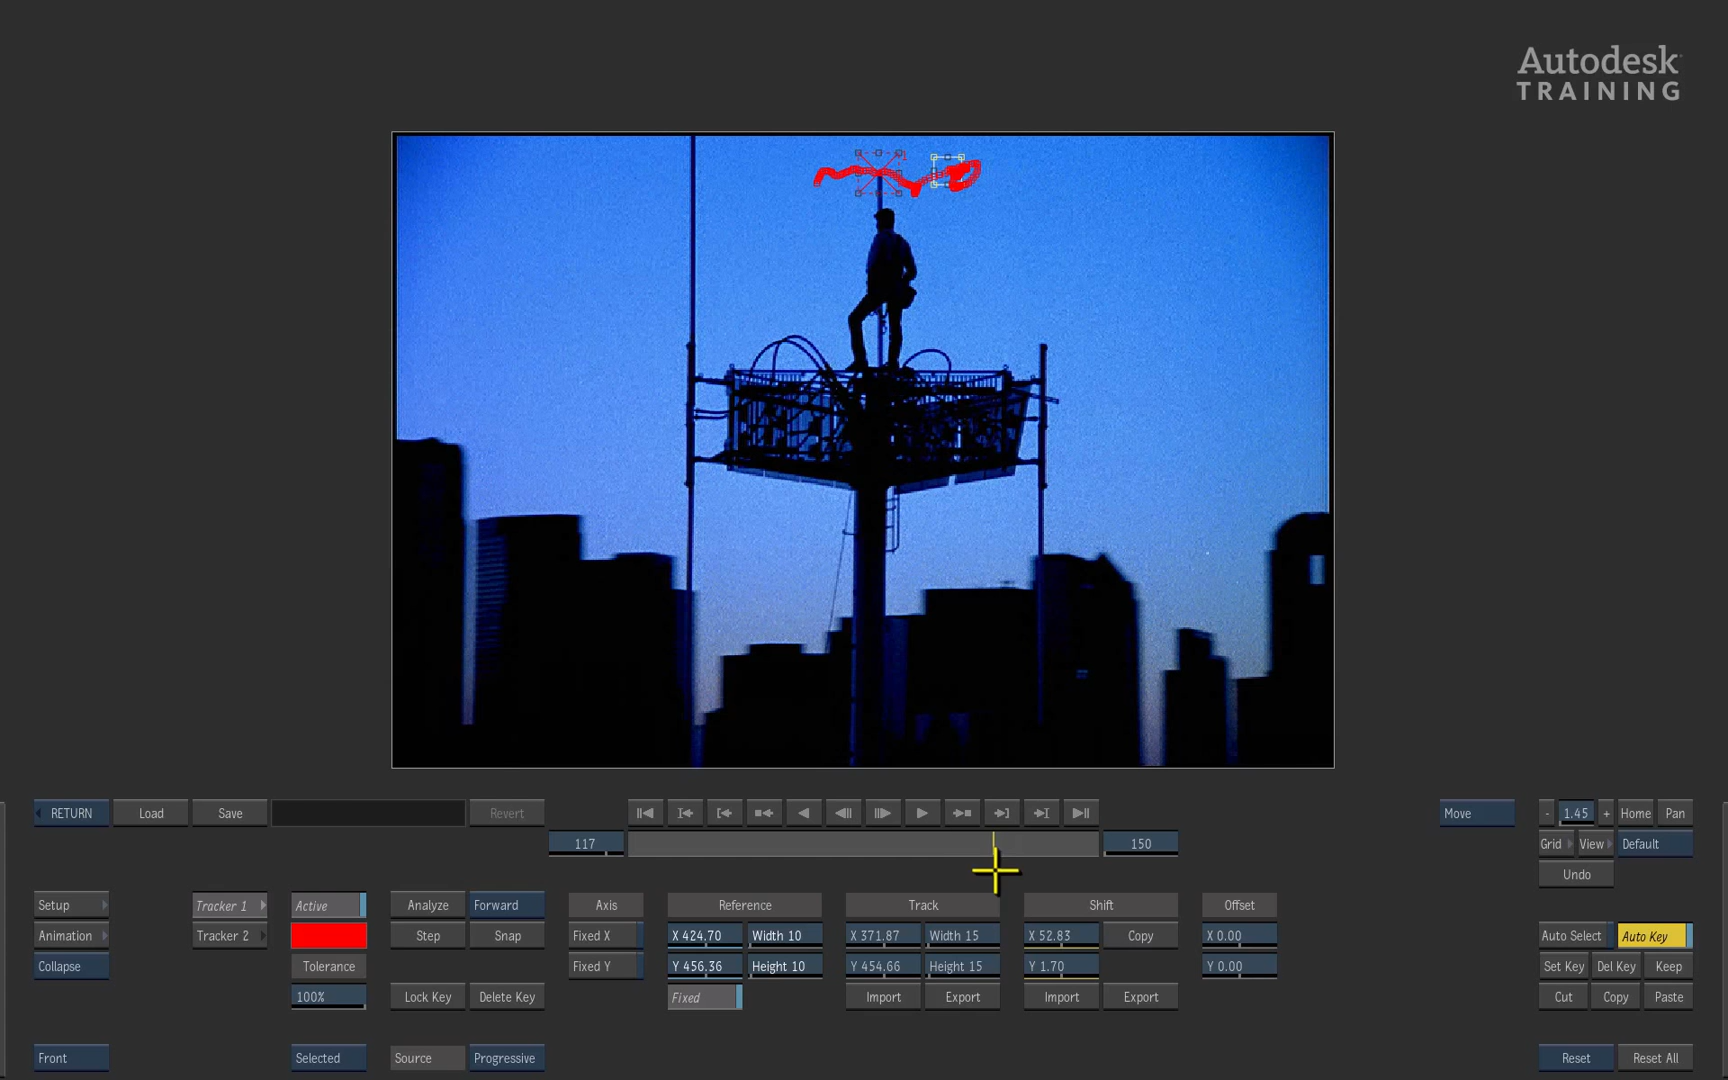 Autodesk
TRAINING
1
RETURN Load Save Revert Move - 1.45 + Home Pan
117 150 Grid View Default
Undo
Setup Tracker 1 Active Analyze Forward Axis Reference Track Shift Offset
Animation Tracker 2 Step Snap Fixed X X 424.70 Width 10 X 371.87 Width 15 X 52.83 Copy X 0.00 Auto Select Auto Key
Collapse Tolerance Fixed Y Y 456.36 Height 10 Y 454.66 Height 15 Y 1.70 Y 0.00 Set Key Del Key Keep
100% Lock Key Delete Key Fixed Import Export Import Export Cut Copy Paste
Front Selected Source Progressive Reset Reset All